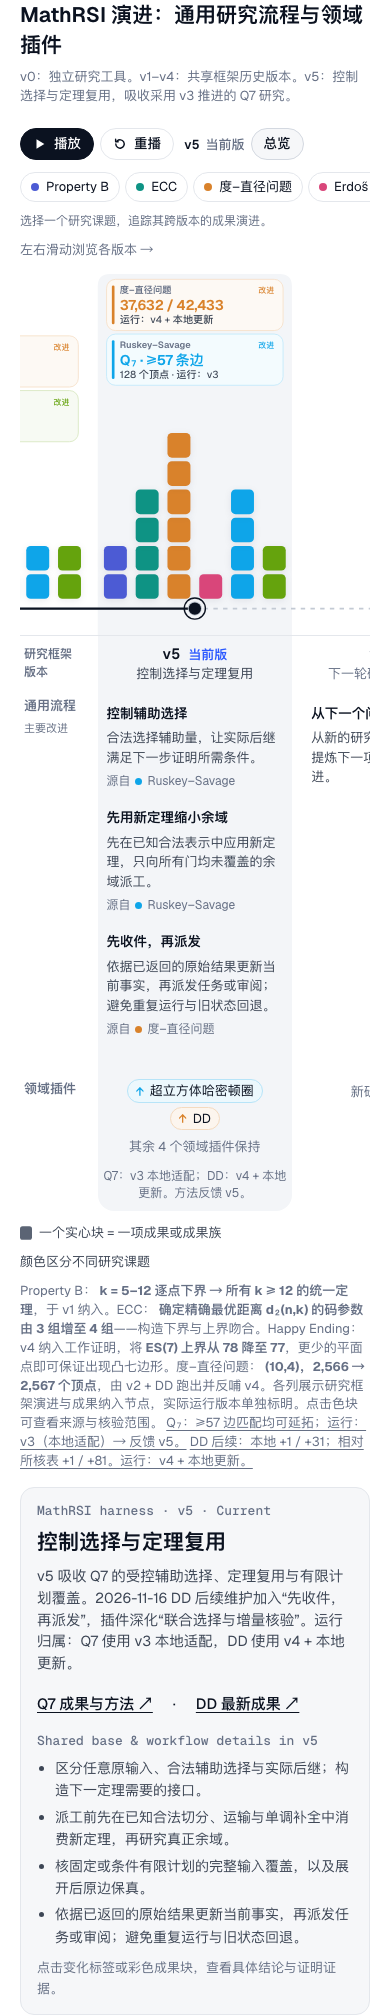 MathRSI 演进：通用研究流程与领域
插件
v0：独立研究工具。v1–v4：共享框架历史版本。v5：控制
选择与定理复用，吸收采用 v3 推进的 Q7 研究。
播放 重播 v5 当前版 总览
Property B ECC 度–直径问题 Erdős
选择一个研究课题，追踪其跨版本的成果演进。
左右滑动浏览各版本 →
度–直径问题 改进
37,632 / 42,433
运行：v4 + 本地更新
Ruskey–Savage 改进
Q₇ · ≥57 条边
128 个顶点 · 运行：v3
改进
改进
研究框架
版本
v5 当前版
控制选择与定理复用
下一轮
通用流程
主要改进
控制辅助选择
合法选择辅助量，让实际后继
满足下一步证明所需条件。
源自 Ruskey–Savage
先用新定理缩小余域
先在已知合法表示中应用新定
理，只向所有门均未覆盖的余
域派工。
源自 Ruskey–Savage
先收件，再派发
依据已返回的原始结果更新当
前事实，再派发任务或审阅；
避免重复运行与旧状态回退。
源自 度–直径问题
从下一个
从新的研
提炼下一
进。
领域插件
↑ 超立方体哈密顿圈
↑ DD
其余 4 个领域插件保持
Q7：v3 本地适配；DD：v4 + 本地
更新。方法反馈 v5。
新
一个实心块 = 一项成果或成果族
颜色区分不同研究课题
Property B： k = 5–12 逐点下界 → 所有 k ≥ 12 的统一定
理，于 v1 纳入。ECC： 确定精确最优距离 d₂(n,k) 的码参数
由 3 组增至 4 组——构造下界与上界吻合。Happy Ending：
v4 纳入工作证明，将 ES(7) 上界从 78 降至 77，更少的平面
点即可保证出现凸七边形。度–直径问题： (10,4)，2,566 →
2,567 个顶点，由 v2 + DD 跑出并反哺 v4。各列展示研究框
架演进与成果纳入节点，实际运行版本单独标明。点击色块
可查看来源与核验范围。 Q₇：≥57 边匹配均可延拓；运行：
v3（本地适配）→ 反馈 v5。 DD 后续：本地 +1 / +31；相对
所核表 +1 / +81。运行：v4 + 本地更新。
MathRSI harness · v5 · Current
控制选择与定理复用
v5 吸收 Q7 的受控辅助选择、定理复用与有限计
划覆盖。2026-11-16 DD 后续维护加入“先收件，
再派发”，插件深化“联合选择与增量核验”。运行
归属：Q7 使用 v3 本地适配，DD 使用 v4 + 本地
更新。
Q7 成果与方法 ↗ · DD 最新成果 ↗
Shared base & workflow details in v5
• 区分任意原输入、合法辅助选择与实际后继；构
造下一定理需要的接口。
• 派工前先在已知合法切分、运输与单调补全中消
费新定理，再研究真正余域。
• 核固定或条件有限计划的完整输入覆盖，以及展
开后原边保真。
• 依据已返回的原始结果更新当前事实，再派发任
务或审阅；避免重复运行与旧状态回退。
点击变化标签或彩色成果块，查看具体结论与证明证
据。